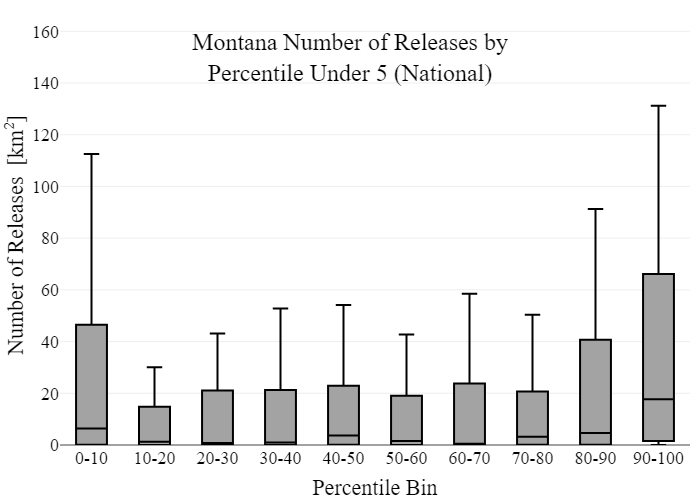 Montana Number of Releases by
Percentile Under 5 (National)
Number of Releases [km²]
160
140
120
100
80
60
40
20
0
0-10 10-20 20-30 30-40 40-50 50-60 60-70 70-80 80-90 90-100
Percentile Bin